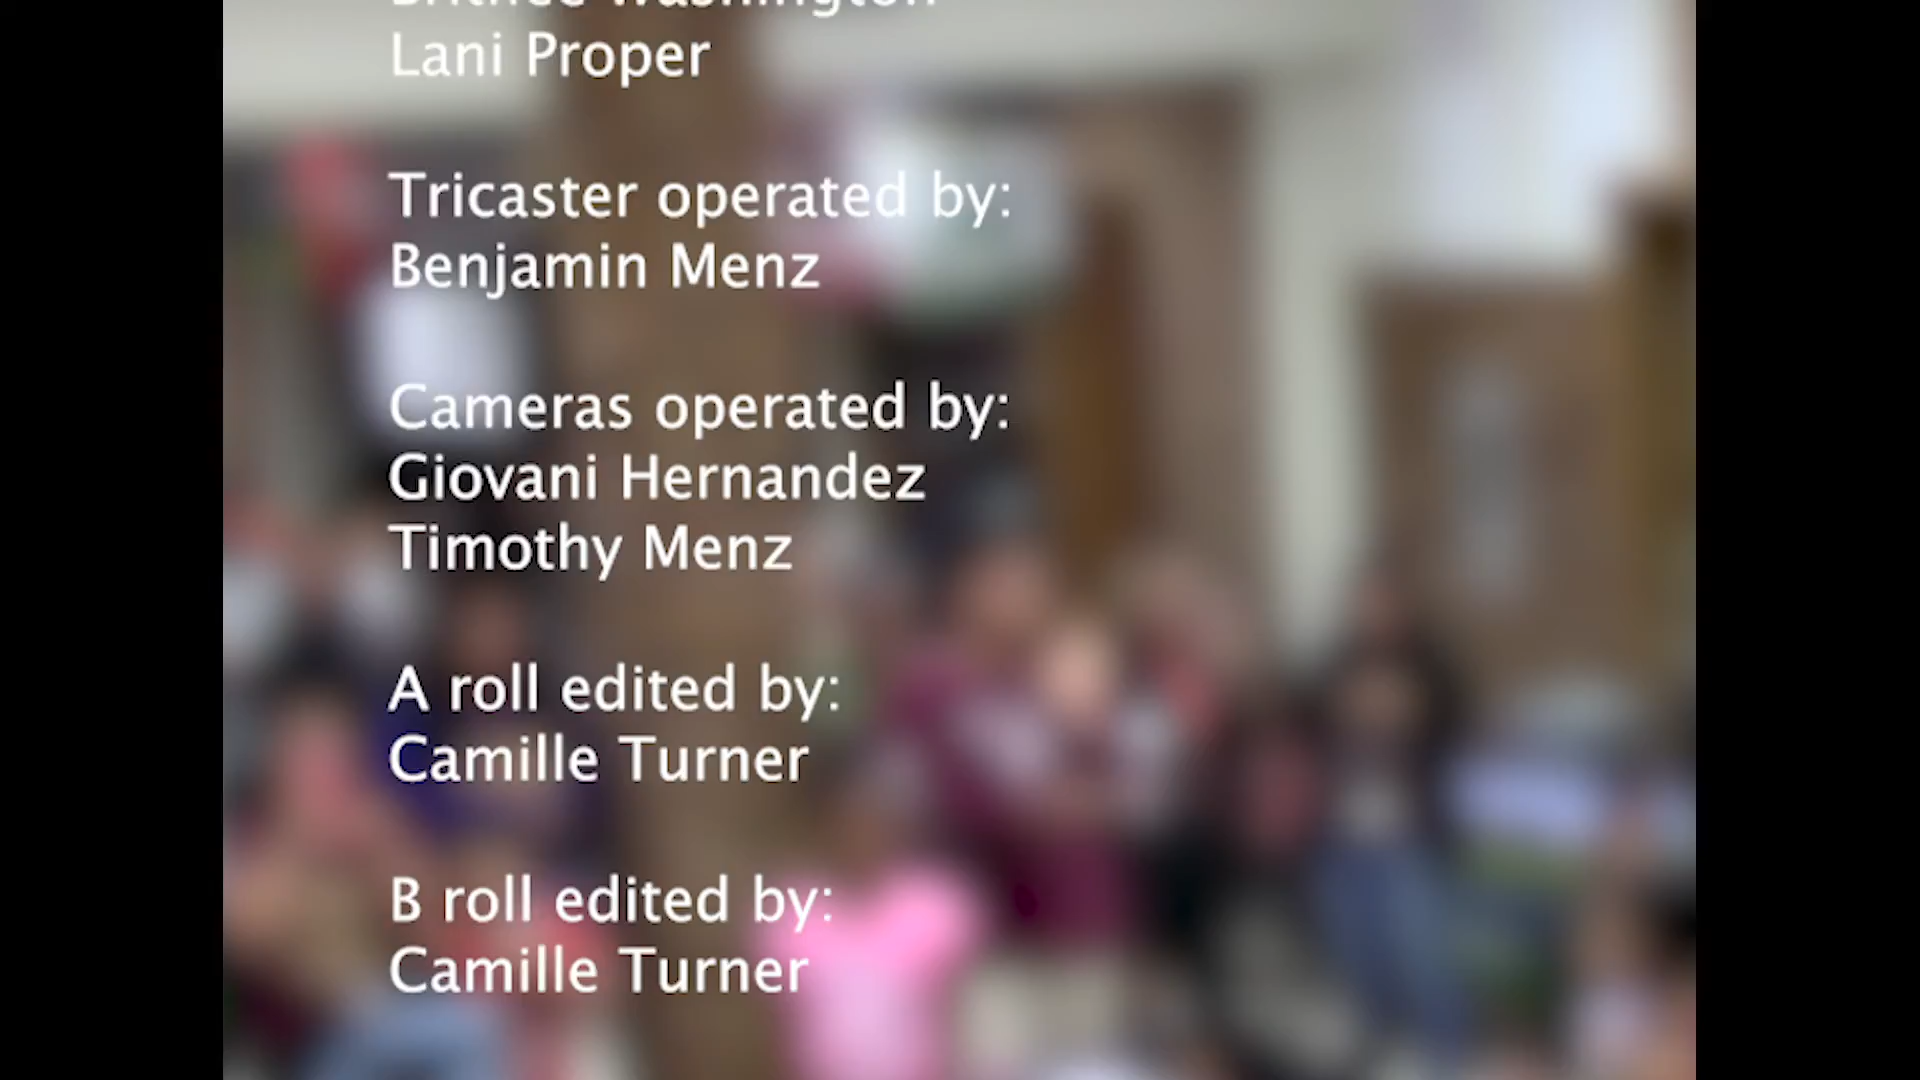 Washington
Lani Proper
Tricaster operated by:
Benjamin Menz
Cameras operated by:
Giovani Hernandez
Timothy Menz
A roll edited by:
Camille Turner
B roll edited by:
Camille Turner